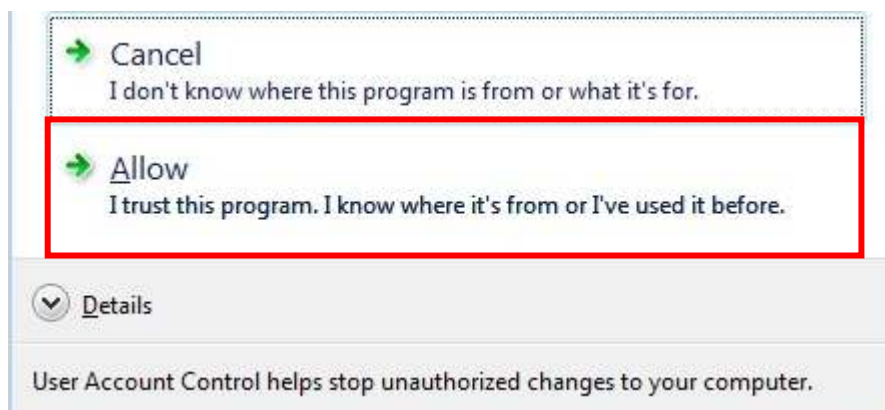 Cancel
I don't know where this program is from or what it's for.
Allow
I trust this program. I know where it's from or I've used it before.
Details
User Account Control helps stop unauthorized changes to your computer.